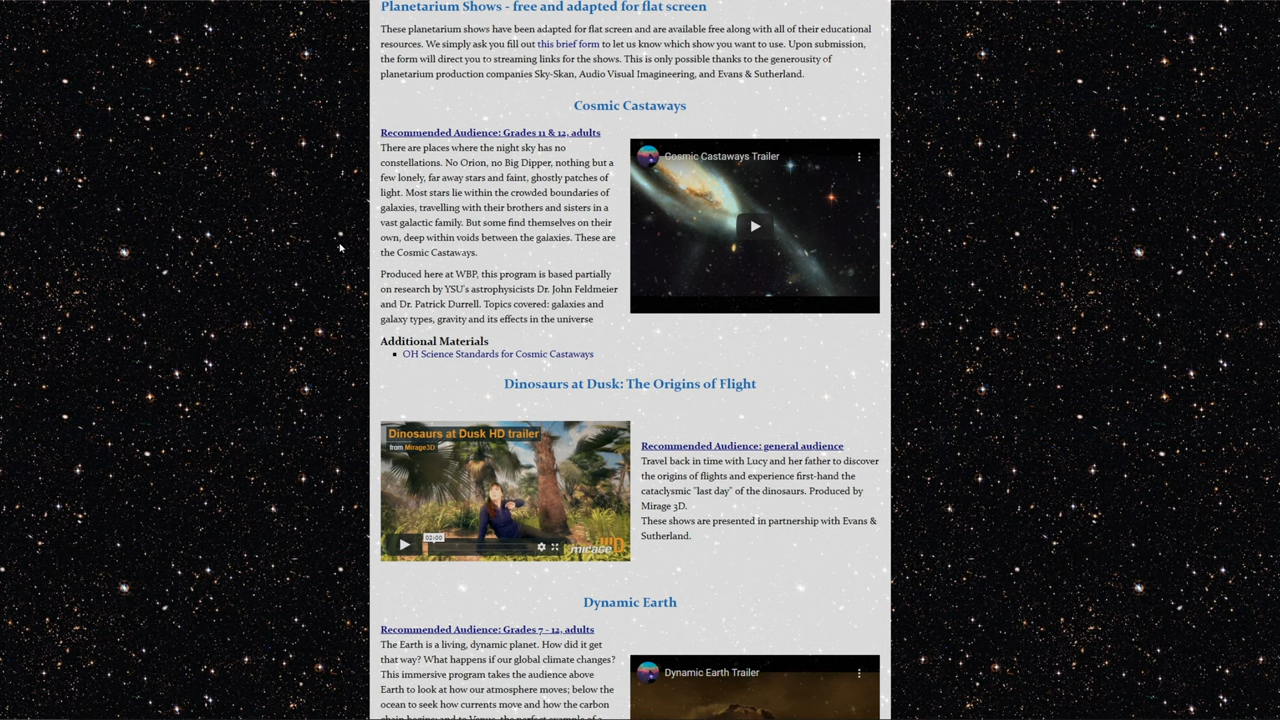 Planetarium Shows - free and adapted for flat screen
These planetarium shows have been adapted for flat screen and are available free along with all of their educational
resources. We simply ask you fill out this brief form to let us know which show you want to use. Upon submission,
the form will direct you to streaming links for the shows. This is only possible thanks to the generousity of
planetarium production companies Sky-Skan, Audio Visual Imagineering, and Evans & Sutherland.
Cosmic Castaways
Recommended Audience: Grades 11 & 12, adults
There are places where the night sky has no
constellations. No Orion, no Big Dipper, nothing but a
few lonely, far away stars and faint, ghostly patches of
light. Most stars lie within the crowded boundaries of
galaxies, travelling with their brothers and sisters in a
vast galactic family. But some find themselves on their
own, deep within voids between the galaxies. These are
the Cosmic Castaways.
Produced here at WBP, this program is based partially
on research by YSU's astrophysicists Dr. John Feldmeier
and Dr. Patrick Durrell. Topics covered: galaxies and
galaxy types, gravity and its effects in the universe
Cosmic Castaways Trailer
Additional Materials
OH Science Standards for Cosmic Castaways
Dinosaurs at Dusk: The Origins of Flight
Dinosaurs at Dusk HD trailer
from Mirage3D
02:00
mirage3D
Recommended Audience: general audience
Travel back in time with Lucy and her father to discover
the origins of flights and experience first-hand the
cataclysmic "last day" of the dinosaurs. Produced by
Mirage 3D.
These shows are presented in partnership with Evans &
Sutherland.
Dynamic Earth
Recommended Audience: Grades 7 - 12, adults
The Earth is a living, dynamic planet. How did it get
that way? What happens if our global climate changes?
This immersive program takes the audience above
Earth to look at how our atmosphere moves; below the
ocean to seek how currents move and how the carbon
chain begins; and to Venus, the perfect example of a
Dynamic Earth Trailer